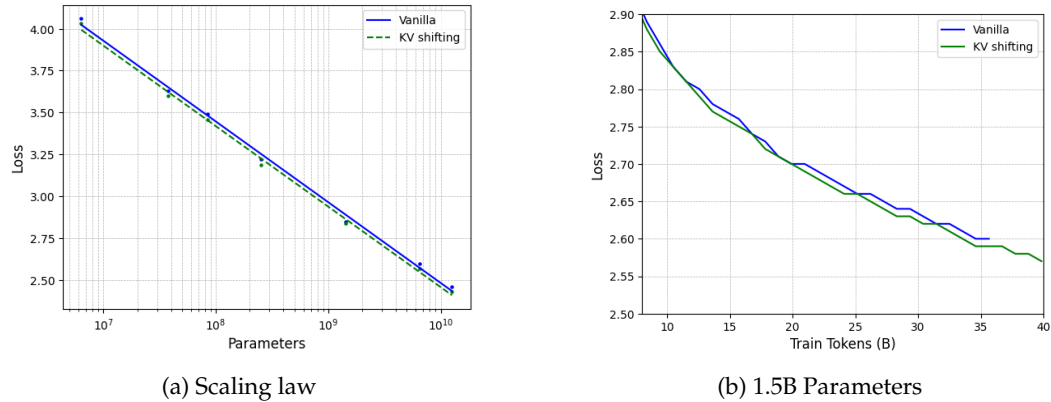 4.00
3.75
3.50
3.25
3.00
2.75
2.50
Loss
10^7
10^8
10^9
10^10
Parameters
Vanilla
KV shifting
(a) Scaling law
2.90
2.85
2.80
2.75
2.70
2.65
2.60
2.55
2.50
Loss
10
15
20
25
30
35
40
Train Tokens (B)
Vanilla
KV shifting
(b) 1.5B Parameters